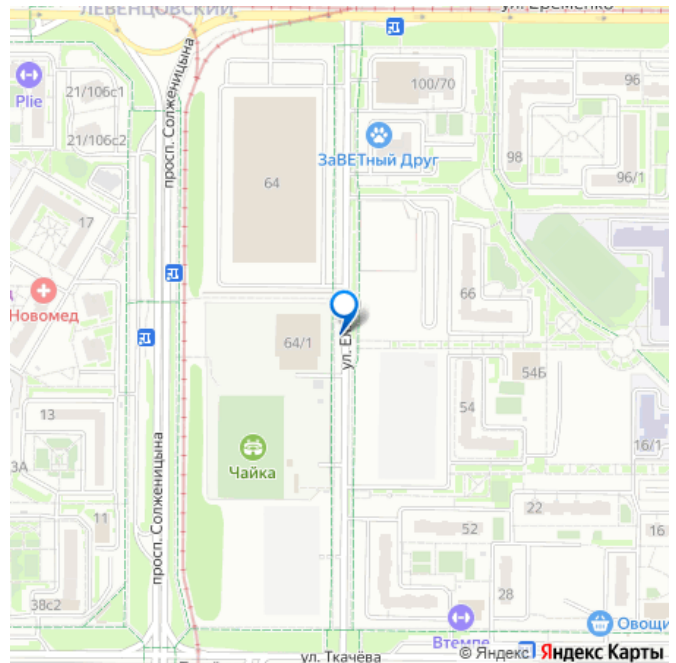 ЛЕВЕНЦОВСКИЙ
ул. Ерёменко
Plie
21/106с1
просп. Солженицына
100/70
96
21/106с2
ЗаВЕТный Друг
98
64
96/1
17
Новомед
66
64/1
ул. Е
54Б
13
54
Чайка
16/1
3А
просп. Солженицына
11
52
22
16
38с2
28
Втемпе
Овощи
ул. Ткачёва
© Яндекс Яндекс Карты